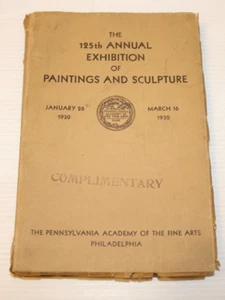 THE
125th ANNUAL
EXHIBITION
OF
PAINTINGS AND SCULPTURE
JANUARY 26 MARCH 16
1930 1930
COMPLIMENTARY
THE PENNSYLVANIA ACADEMY OF THE FINE ARTS
PHILADELPHIA